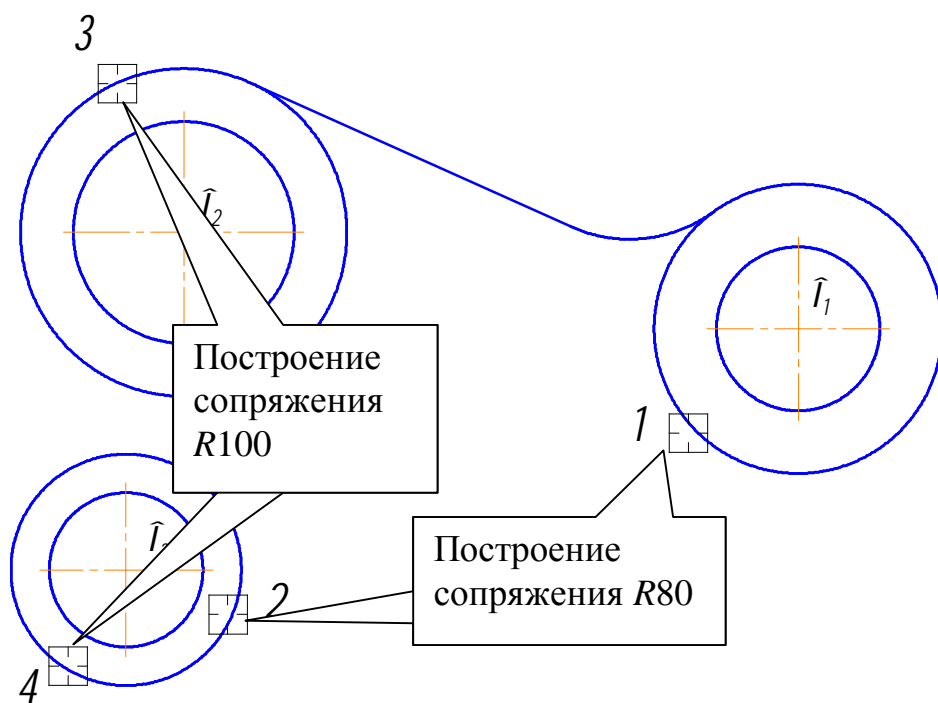 3
Î₂
Î₁
Построение
сопряжения
R100
1
Î
Построение
сопряжения R80
2
4